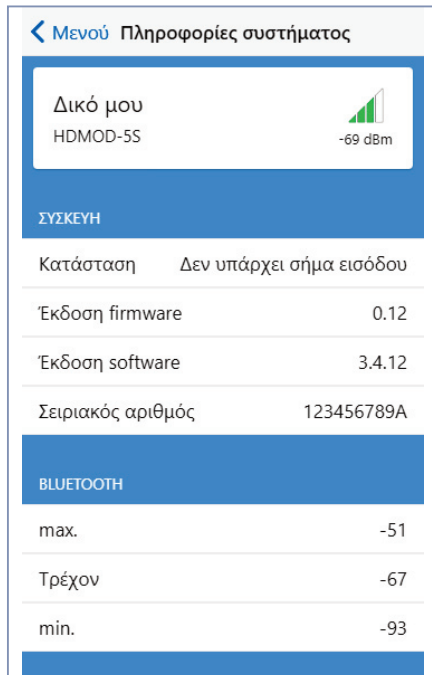 Μενού Πληροφορίες συστήματος
Δικό μου
HDMOD-5S
-69 dBm
ΣΥΣΚΕΥΗ
Κατάσταση Δεν υπάρχει σήμα εισόδου
Έκδοση firmware 0.12
Έκδοση software 3.4.12
Σειριακός αριθμός 123456789A
BLUETOOTH
max. -51
Τρέχον -67
min. -93